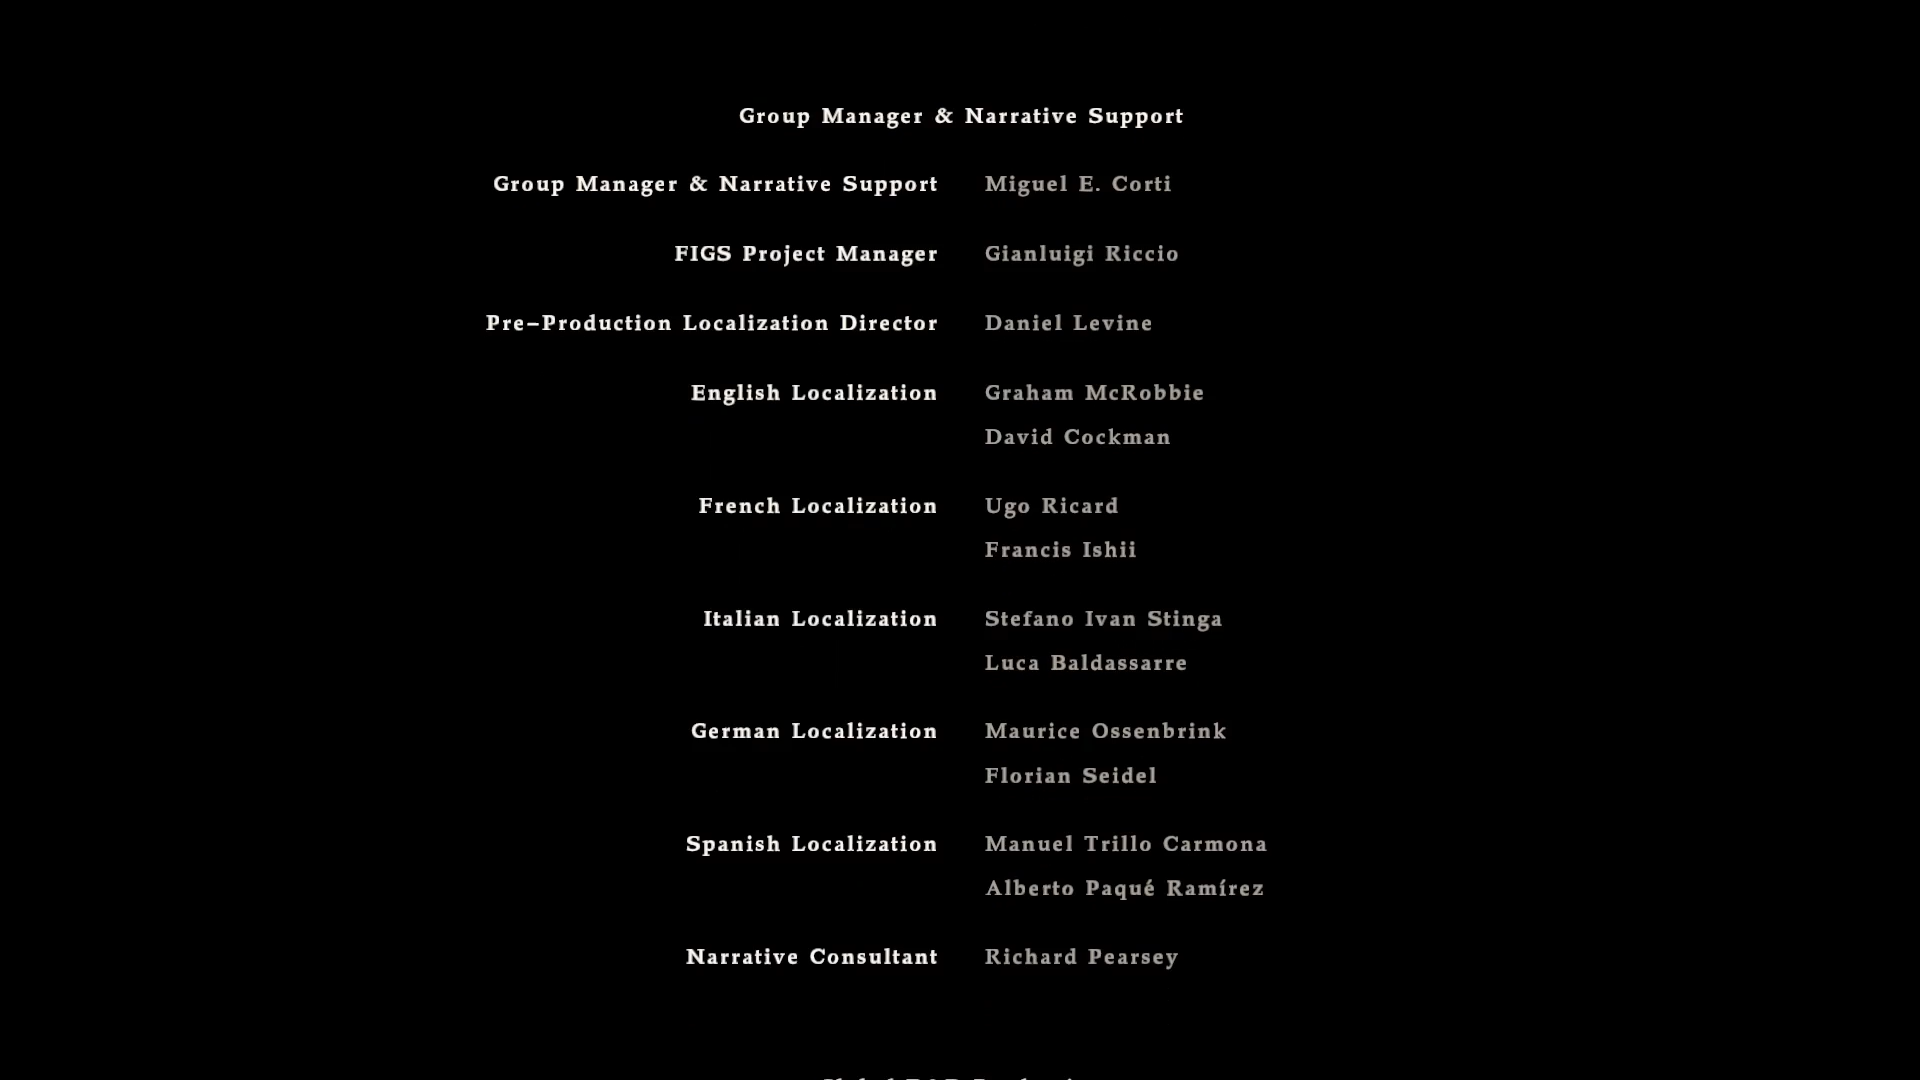 Group Manager & Narrative Support
Group Manager & Narrative Support Miguel E. Corti
FIGS Project Manager Gianluigi Riccio
Pre-Production Localization Director Daniel Levine
English Localization Graham McRobbie
David Cockman
French Localization Ugo Ricard
Francis Ishii
Italian Localization Stefano Ivan Stinga
Luca Baldassarre
German Localization Maurice Ossenbrink
Florian Seidel
Spanish Localization Manuel Trillo Carmona
Alberto Paqué Ramírez
Narrative Consultant Richard Pearsey